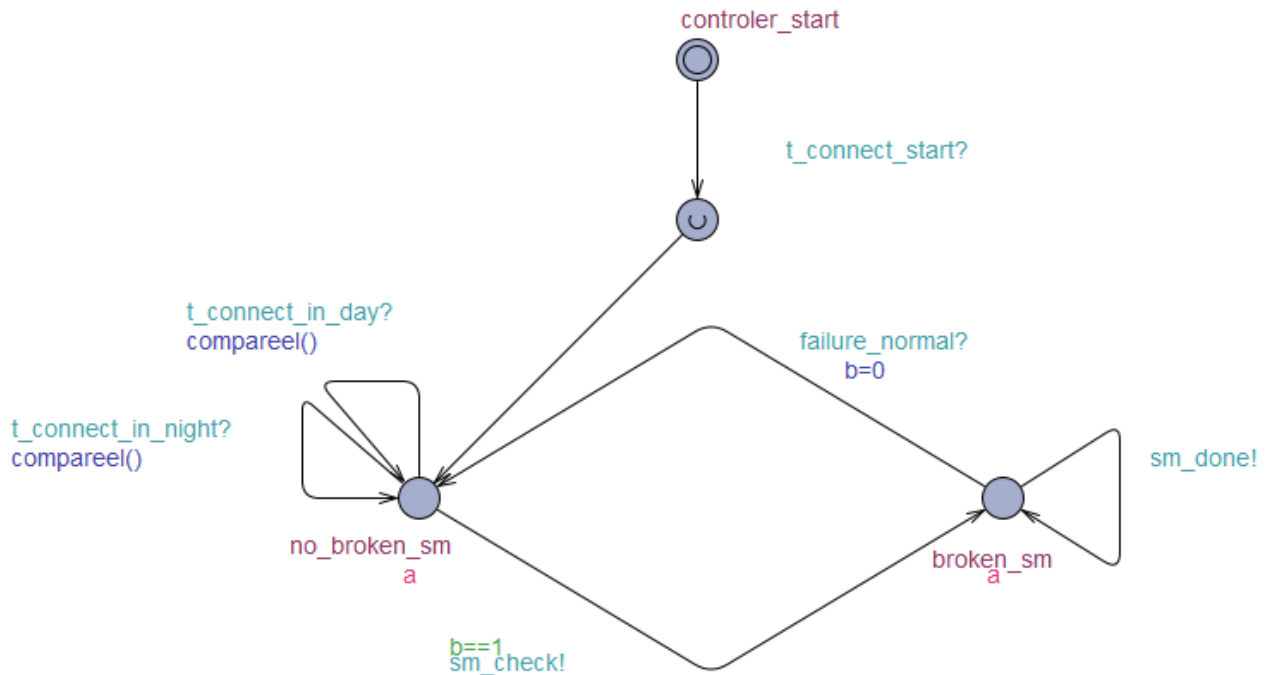 controler_start
t_connect_start?
t_connect_in_day?
compareel()
failure_normal?
b=0
t_connect_in_night?
compareel()
sm_done!
no_broken_sm
a
broken_sm
a
b==1
sm_check!